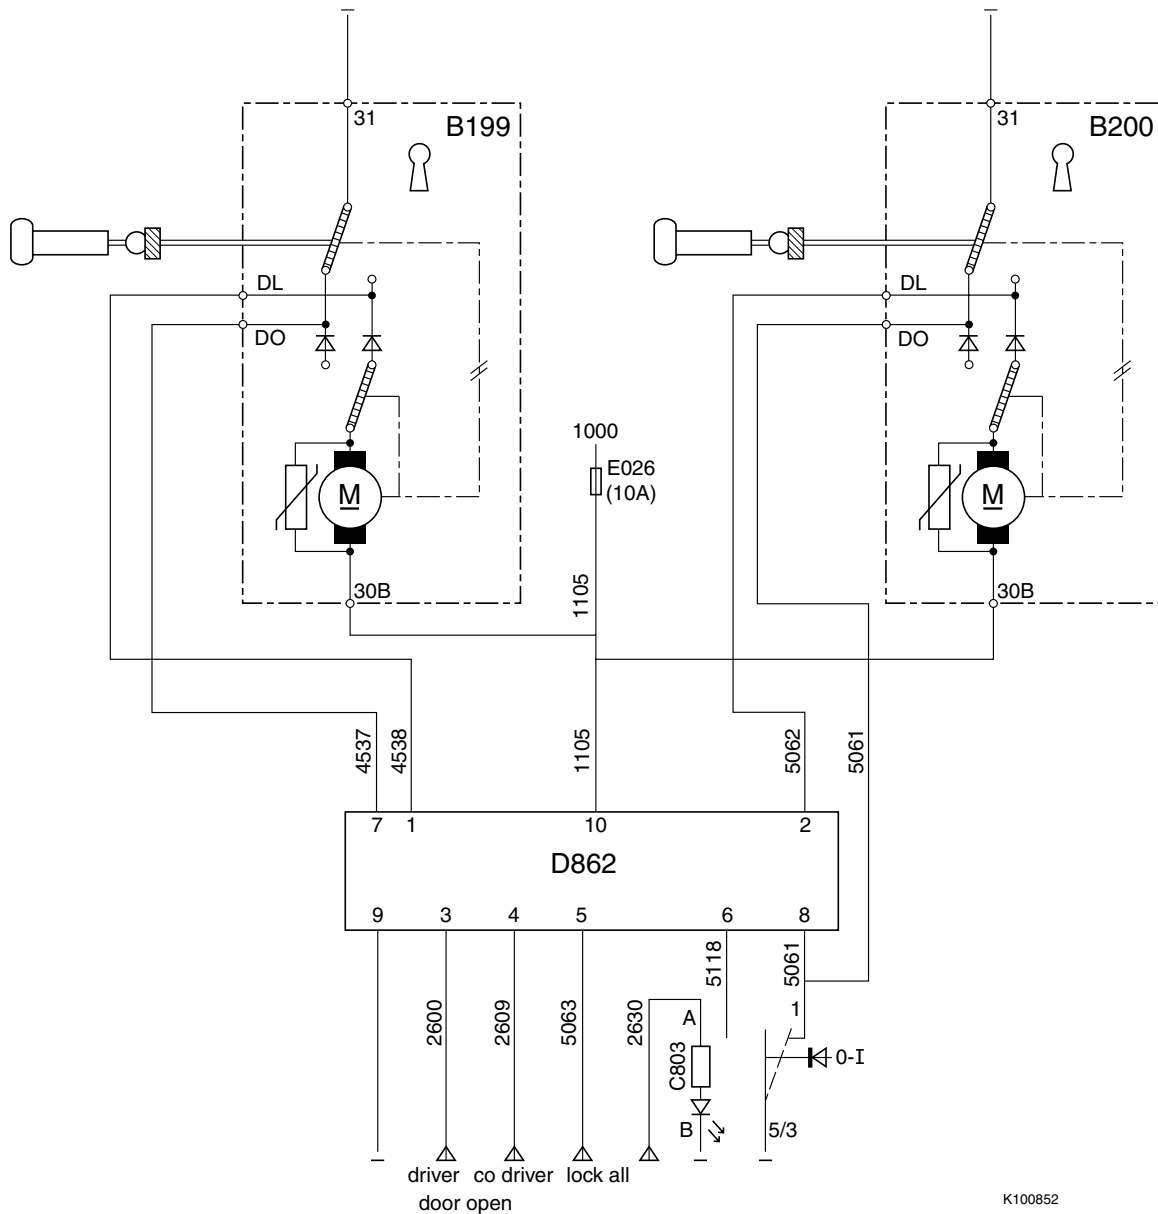 31
B199
31
B200
DL
DO
DL
DO
1000
E026
(10A)
M
M
30B
1105
30B
4537
4538
1105
5062
5061
7 1 10 2
D862
9 3 4 5 6 8
2600
2609
5063
2630
5118
5061
A
1
C803
0-I
B
5/3
driver co driver lock all
door open
K100852